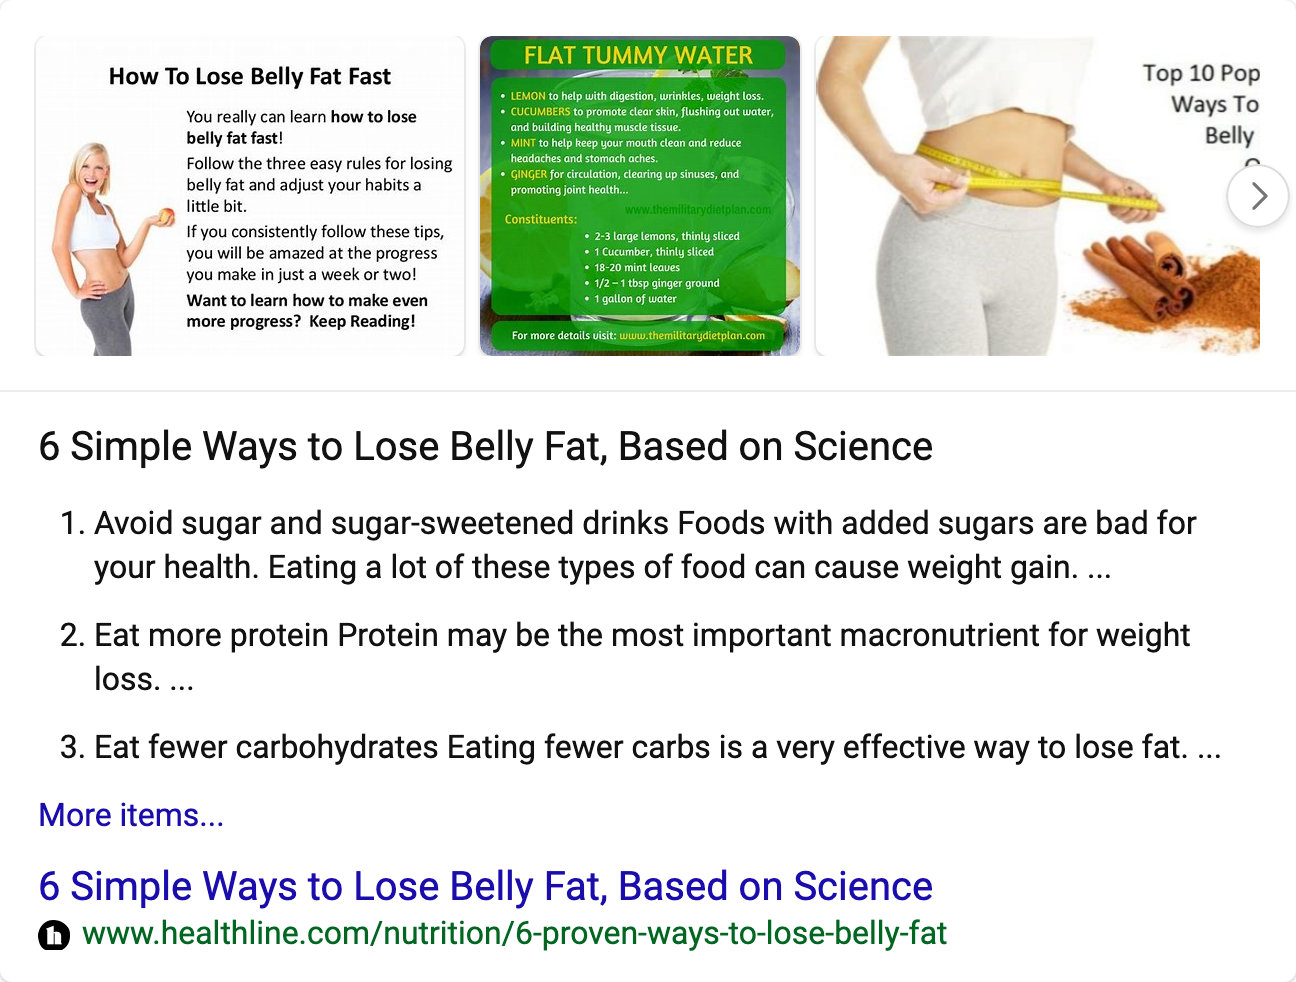 How To Lose Belly Fat Fast
You really can learn how to lose
belly fat fast!
Follow the three easy rules for losing
belly fat and adjust your habits a
little bit.
If you consistently follow these tips,
you will be amazed at the progress
you make in just a week or two!
Want to learn how to make even
more progress?  Keep Reading!
FLAT TUMMY WATER
• LEMON to help with digestion, wrinkles, weight loss.
• CUCUMBERS to promote clear skin, flushing out water,
and building healthy muscle tissue.
• MINT to help keep your mouth clean and reduce
headaches and stomach aches.
• GINGER for circulation, clearing up sinuses, and
promoting joint health...
www.themilitarydietplan.com
Constituents:
• 2-3 large lemons, thinly sliced
• 1 Cucumber, thinly sliced
• 18-20 mint leaves
• 1/2 – 1 tbsp ginger ground
• 1 gallon of water
For more details visit: www.themilitarydietplan.com
Top 10 Pop
Ways To
Belly
6 Simple Ways to Lose Belly Fat, Based on Science
1. Avoid sugar and sugar-sweetened drinks Foods with added sugars are bad for
your health. Eating a lot of these types of food can cause weight gain. ...
2. Eat more protein Protein may be the most important macronutrient for weight
loss. ...
3. Eat fewer carbohydrates Eating fewer carbs is a very effective way to lose fat. ...
More items...
6 Simple Ways to Lose Belly Fat, Based on Science
h www.healthline.com/nutrition/6-proven-ways-to-lose-belly-fat